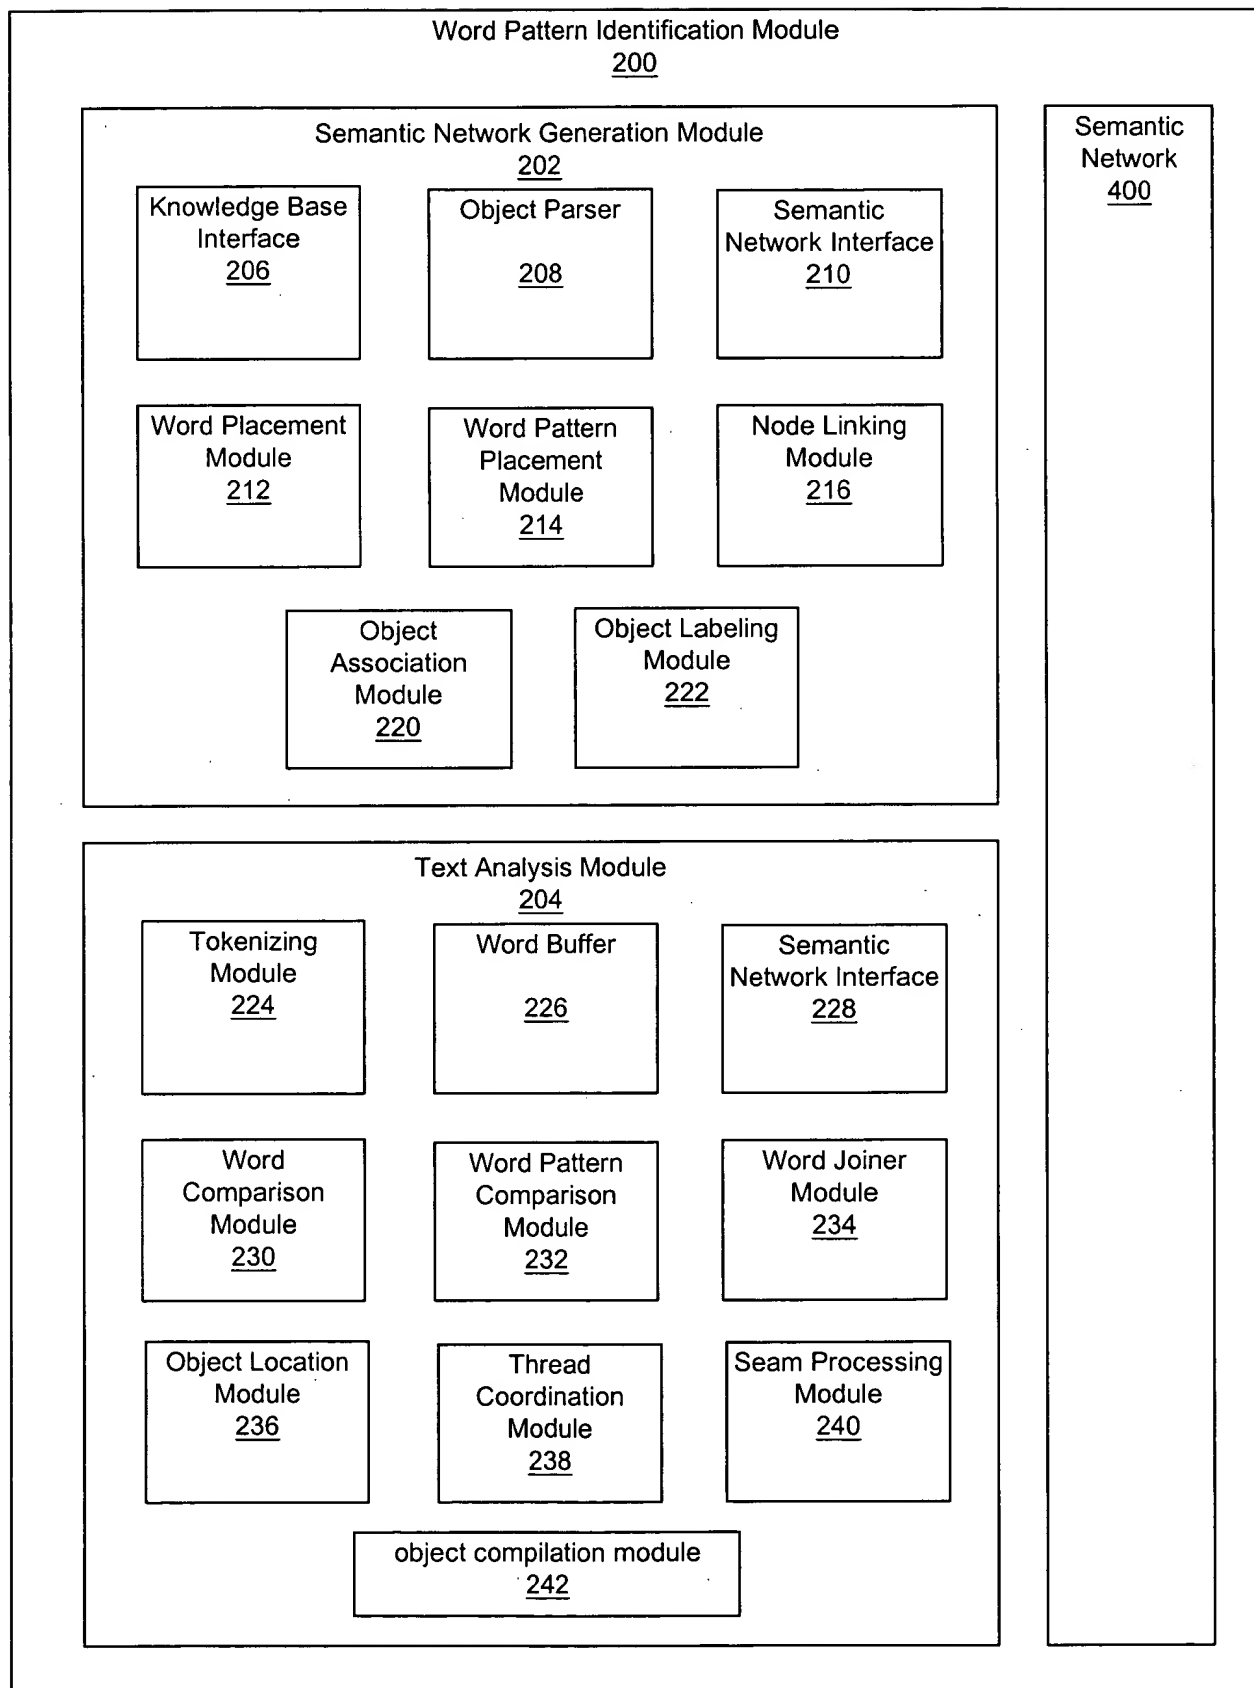 Word Pattern Identification Module
200
Semantic Network Generation Module
202
Knowledge Base
Interface
206
Object Parser
208
Semantic
Network Interface
210
Word Placement
Module
212
Word Pattern
Placement
Module
214
Node Linking
Module
216
Object
Association
Module
220
Object Labeling
Module
222
Semantic
Network
400
Text Analysis Module
204
Tokenizing
Module
224
Word Buffer
226
Semantic
Network Interface
228
Word
Comparison
Module
230
Word Pattern
Comparison
Module
232
Word Joiner
Module
234
Object Location
Module
236
Thread
Coordination
Module
238
Seam Processing
Module
240
object compilation module
242